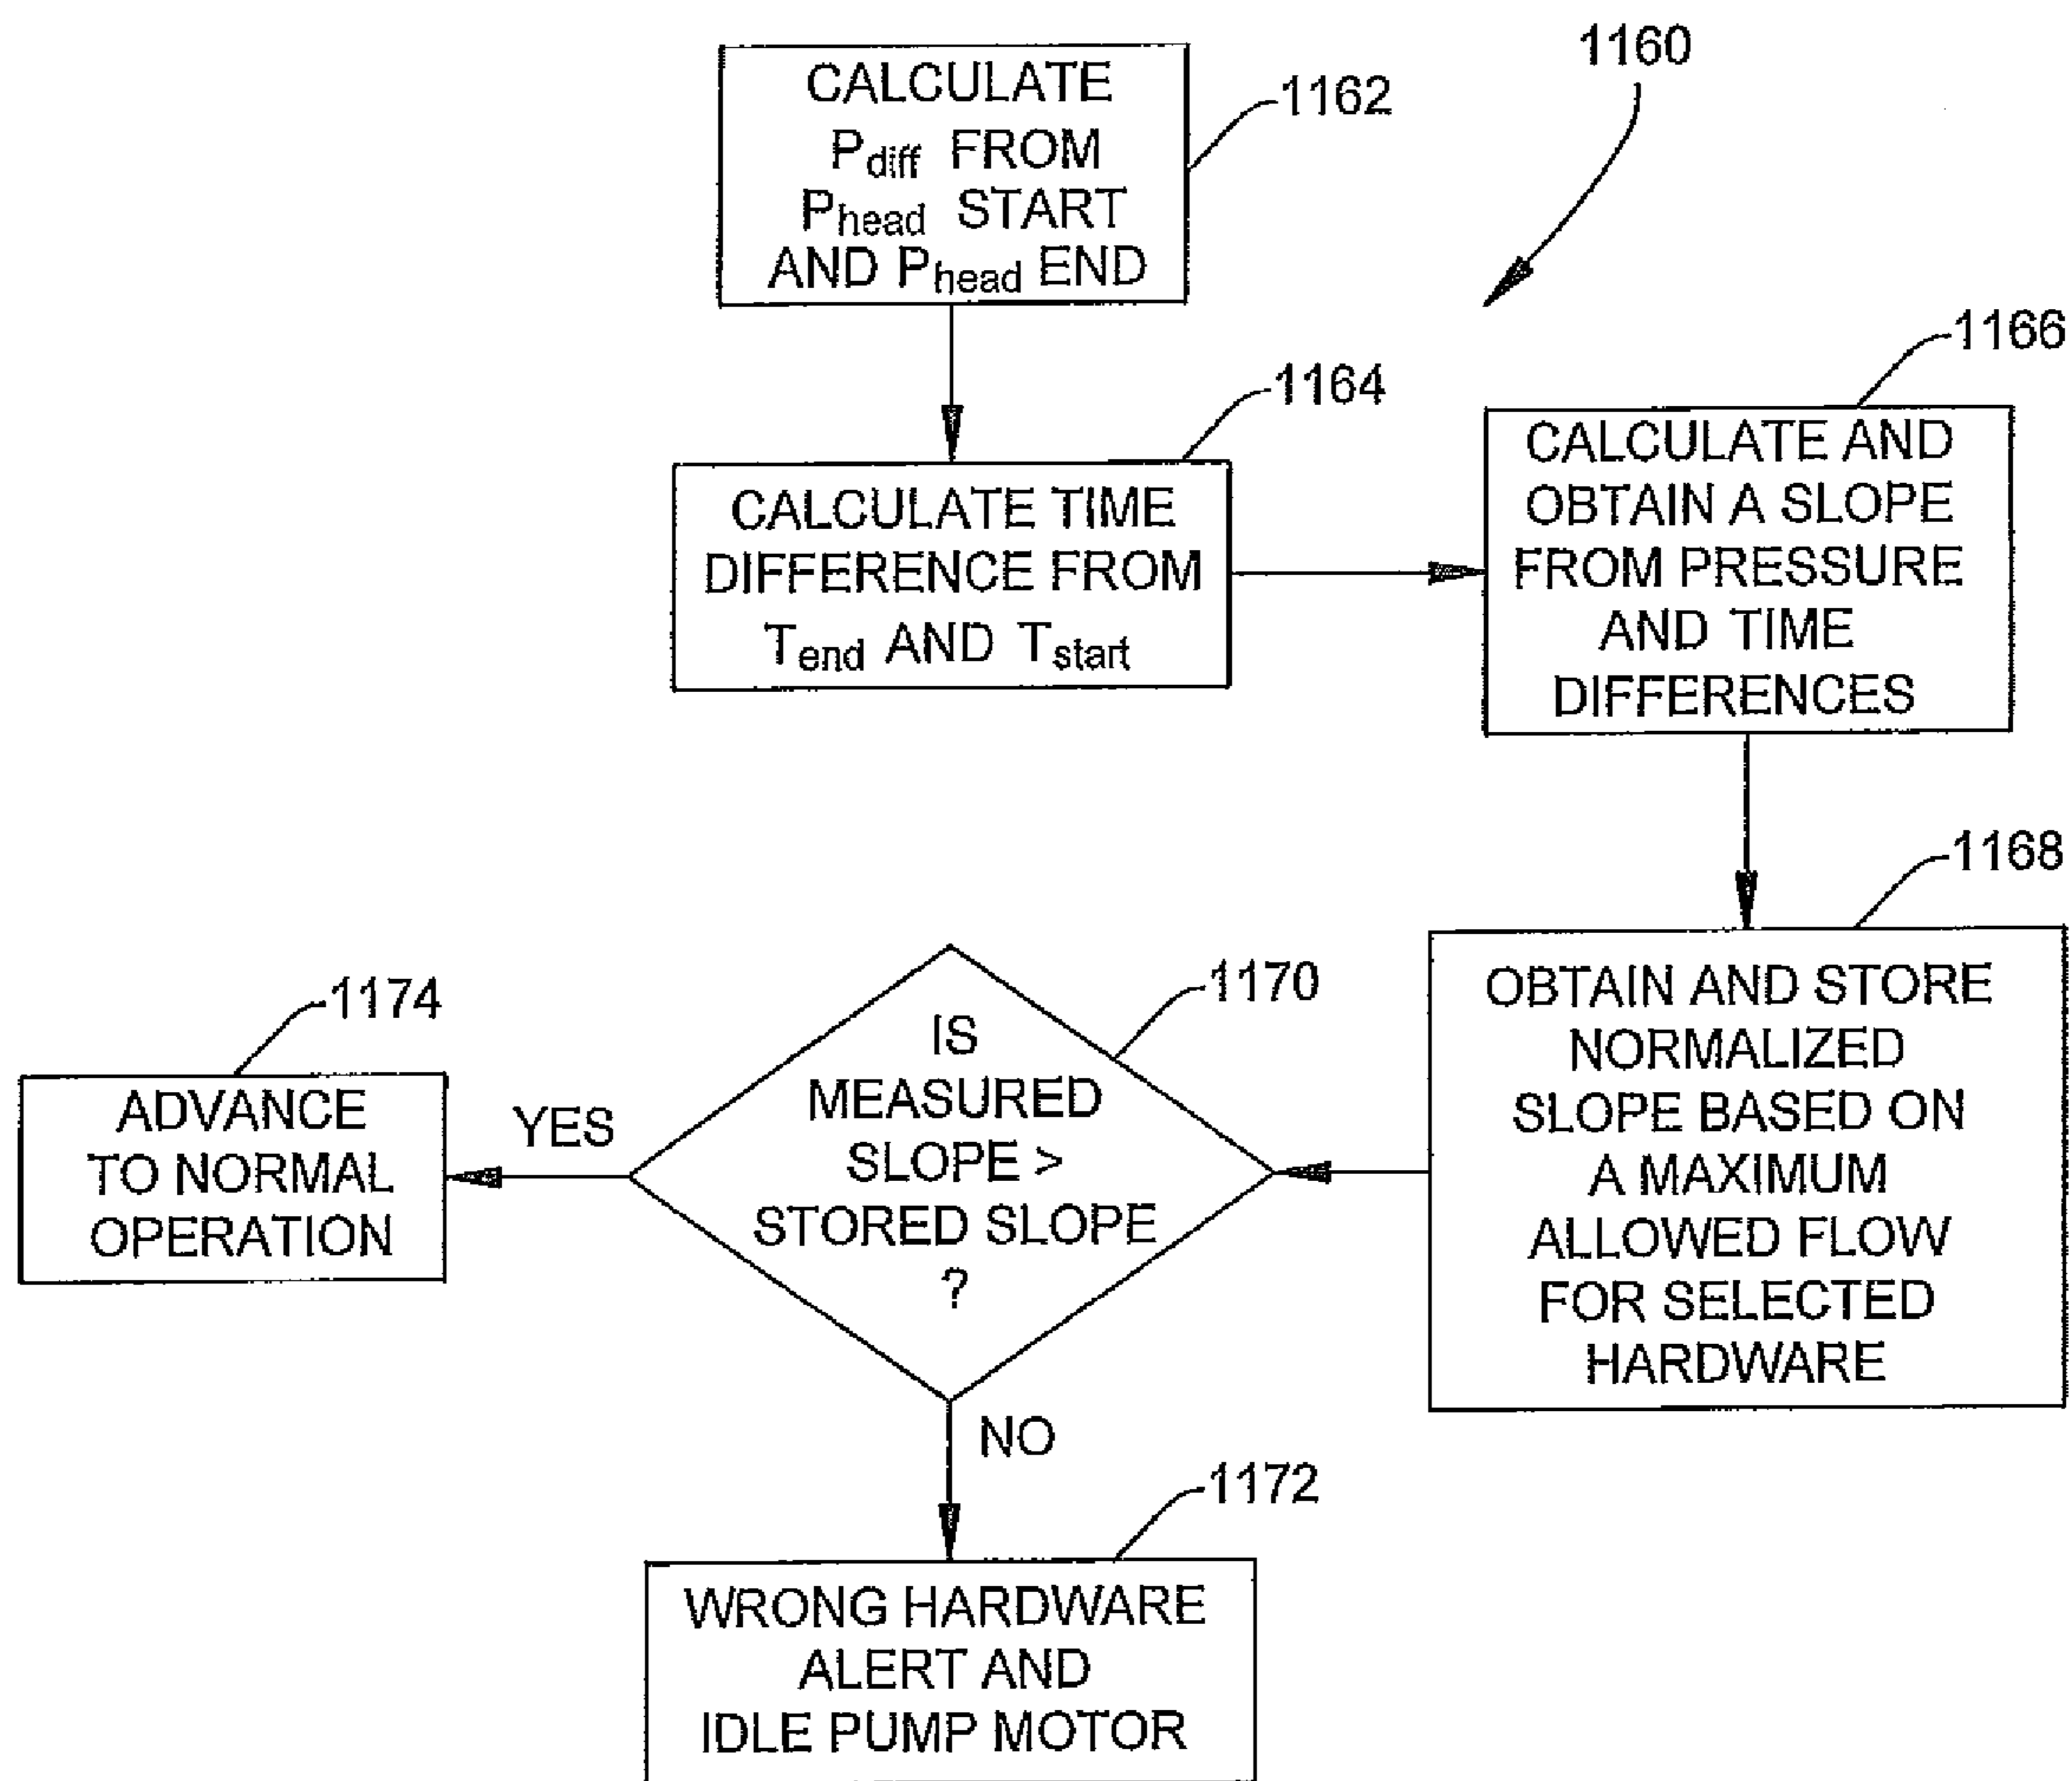 1160
CALCULATE
Pdiff FROM
Phead START
AND Phead END
1162
1164
CALCULATE TIME
DIFFERENCE FROM
Tend AND Tstart
1166
CALCULATE AND
OBTAIN A SLOPE
FROM PRESSURE
AND TIME
DIFFERENCES
1168
OBTAIN AND STORE
NORMALIZED
SLOPE BASED ON
A MAXIMUM
ALLOWED FLOW
FOR SELECTED
HARDWARE
1170
IS
MEASURED
SLOPE >
STORED SLOPE
?
YES
1174
ADVANCE
TO NORMAL
OPERATION
NO
1172
WRONG HARDWARE
ALERT AND
IDLE PUMP MOTOR